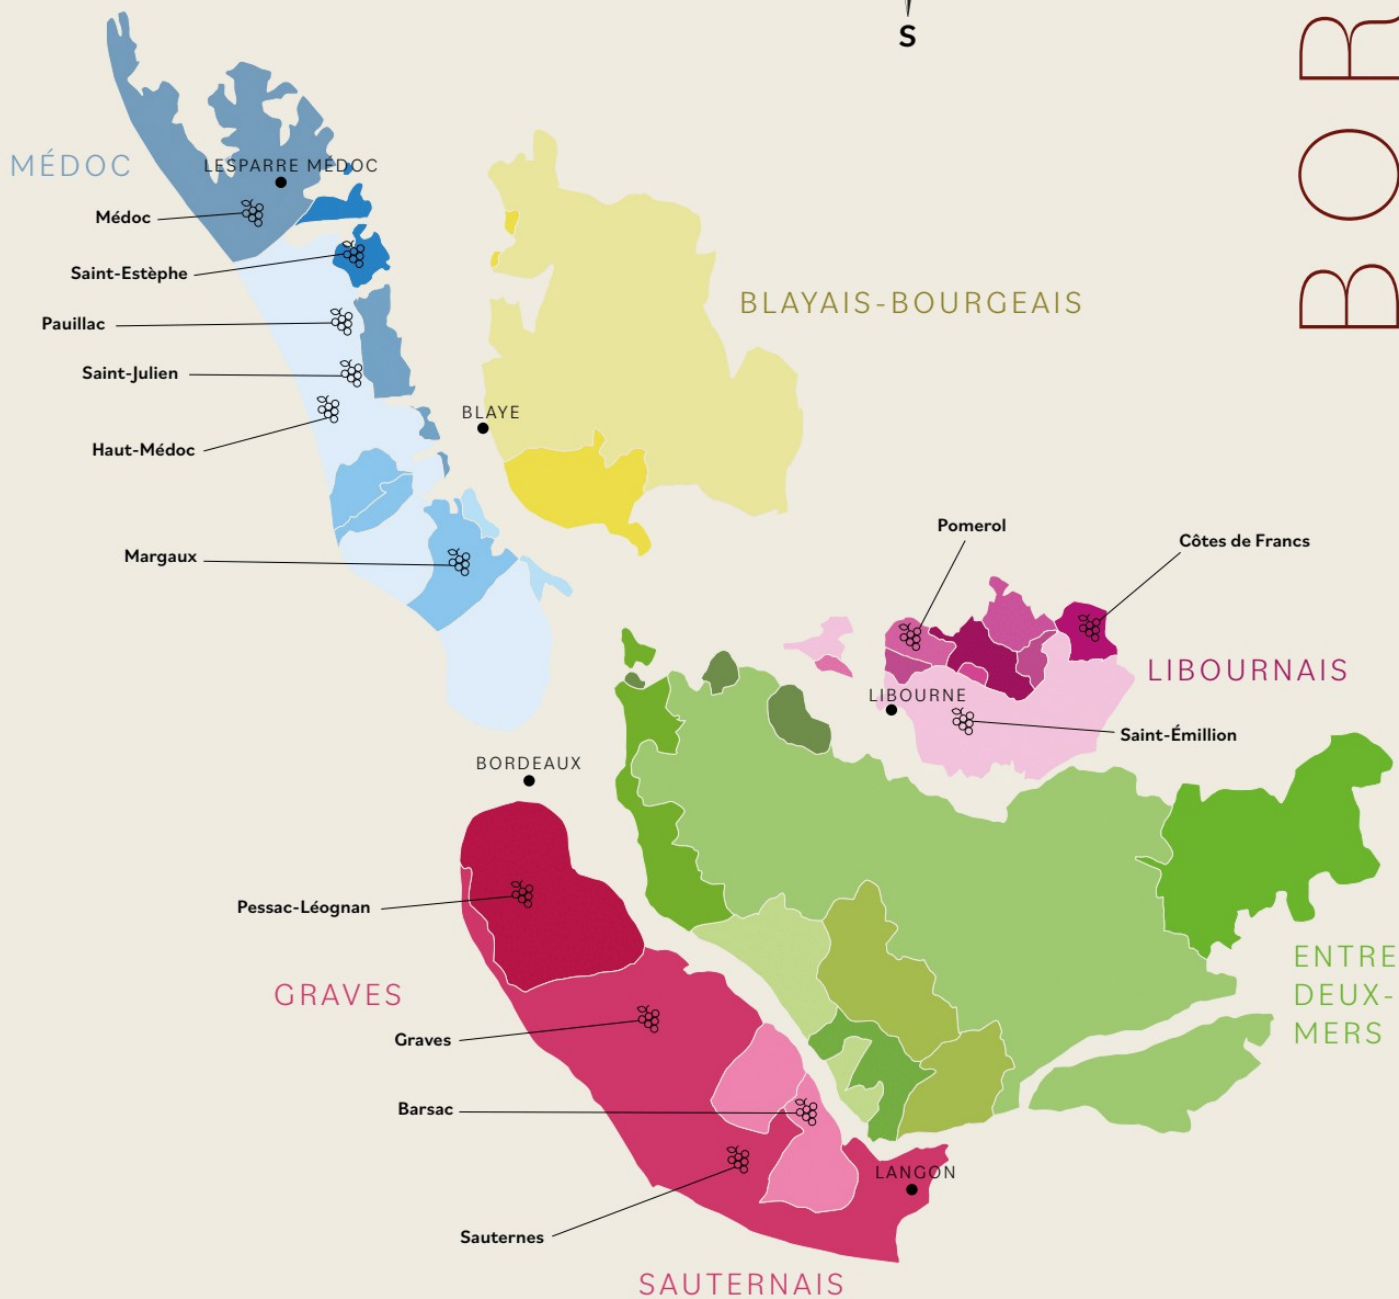 S
BOR
MÉDOC
LESPARRE MÉDOC
Médoc
Saint-Estèphe
Pauillac
Saint-Julien
Haut-Médoc
Margaux
BLAYAIS-BOURGEAIS
BLAYE
Pomerol
Côtes de Francs
LIBOURNAIS
LIBOURNE
Saint-Émillion
BORDEAUX
Pessac-Léognan
GRAVES
Graves
Barsac
Sauternes
LANGON
SAUTERNAIS
ENTRE
DEUX-
MERS